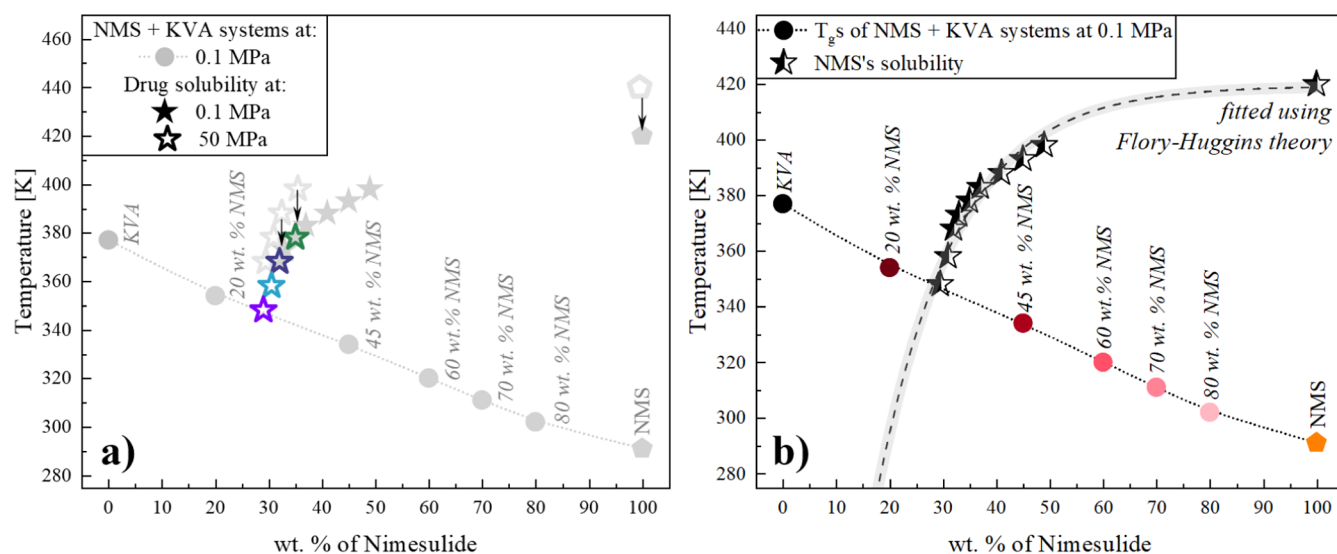 NMS + KVA systems at:
0.1 MPa
Drug solubility at:
0.1 MPa
50 MPa
440
420
400
380
360
340
320
300
280
Temperature [K]
KVA
20 wt. % NMS
45 wt. % NMS
60 wt.% NMS
70 wt. % NMS
80 wt. % NMS
NMS
a)
0 10 20 30 40 50 60 70 80 90 100
wt. % of Nimesulide
Tgs of NMS + KVA systems at 0.1 MPa
NMS's solubility
440
420
400
380
360
340
320
300
280
Temperature [K]
fitted using
Flory-Huggins theory
KVA
20 wt. % NMS
45 wt. % NMS
60 wt.% NMS
70 wt. % NMS
80 wt. % NMS
NMS
b)
0 10 20 30 40 50 60 70 80 90 100
wt. % of Nimesulide